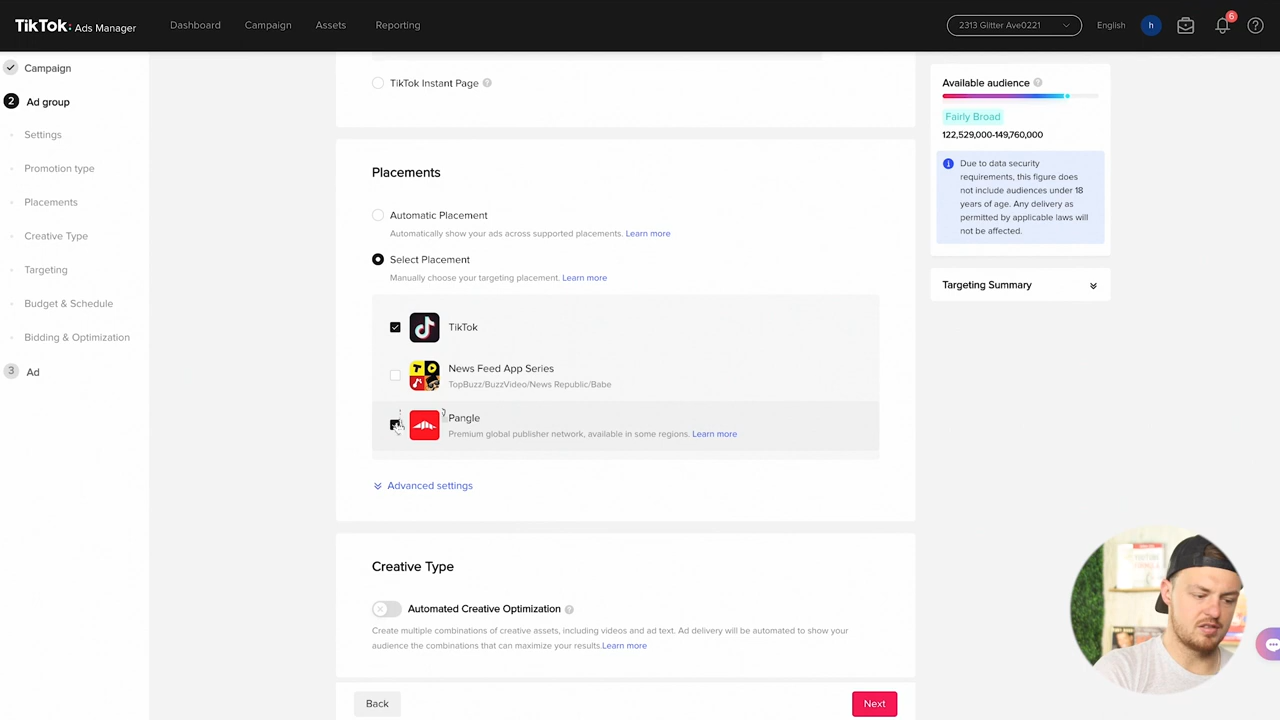 TikTok: Ads Manager
Dashboard
Campaign
Assets
Reporting
2313 Glitter Ave0221
English
h
6
Campaign
2 Ad group
Settings
Promotion type
Placements
Creative Type
Targeting
Budget & Schedule
Bidding & Optimization
3 Ad
TikTok Instant Page
Placements
Automatic Placement
Automatically show your ads across supported placements. Learn more
Select Placement
Manually choose your targeting placement. Learn more
TikTok
News Feed App Series
TopBuzz/BuzzVideo/News Republic/Babe
Pangle
Premium global publisher network, available in some regions. Learn more
Advanced settings
Creative Type
Automated Creative Optimization
Create multiple combinations of creative assets, including videos and ad text. Ad delivery will be automated to show your
audience the combinations that can maximize your results.Learn more
Back
Next
Available audience
Fairly Broad
122,529,000-149,760,000
Due to data security
requirements, this figure does
not include audiences under 18
years of age. Any delivery as
permitted by applicable laws will
not be affected.
Targeting Summary